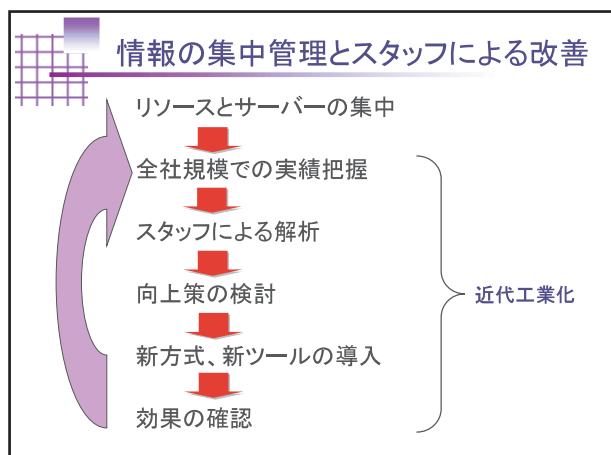 情報の集中管理とスタッフによる改善
リソースとサーバーの集中
全社規模での実績把握
スタッフによる解析
向上策の検討
近代工業化
新方式、新ツールの導入
効果の確認